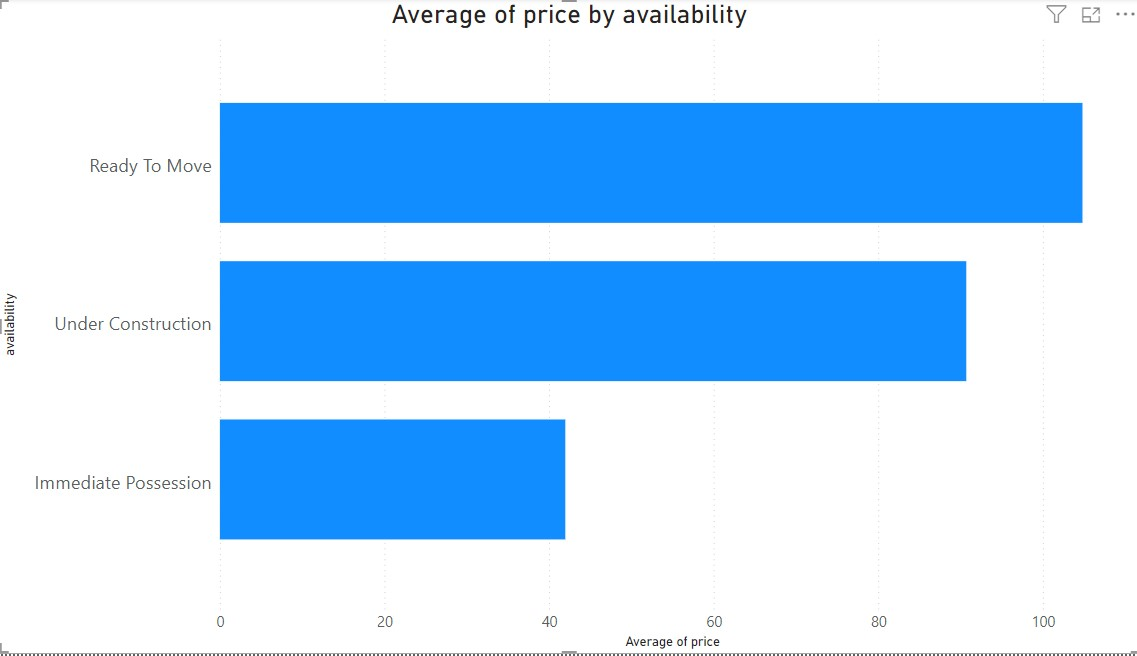 Average of price by availability
Ready To Move
Under Construction
Immediate Possession
availability
0 20 40 60 80 100
Average of price